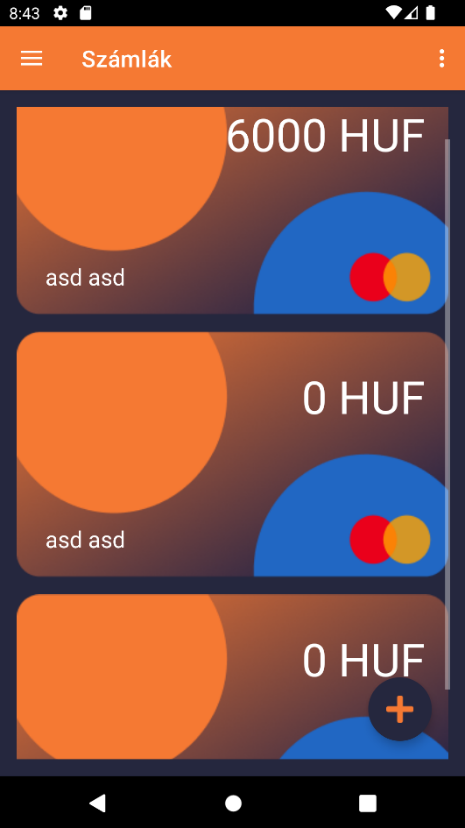 8:43
Számlák
6000 HUF
asd asd
0 HUF
asd asd
0 HUF